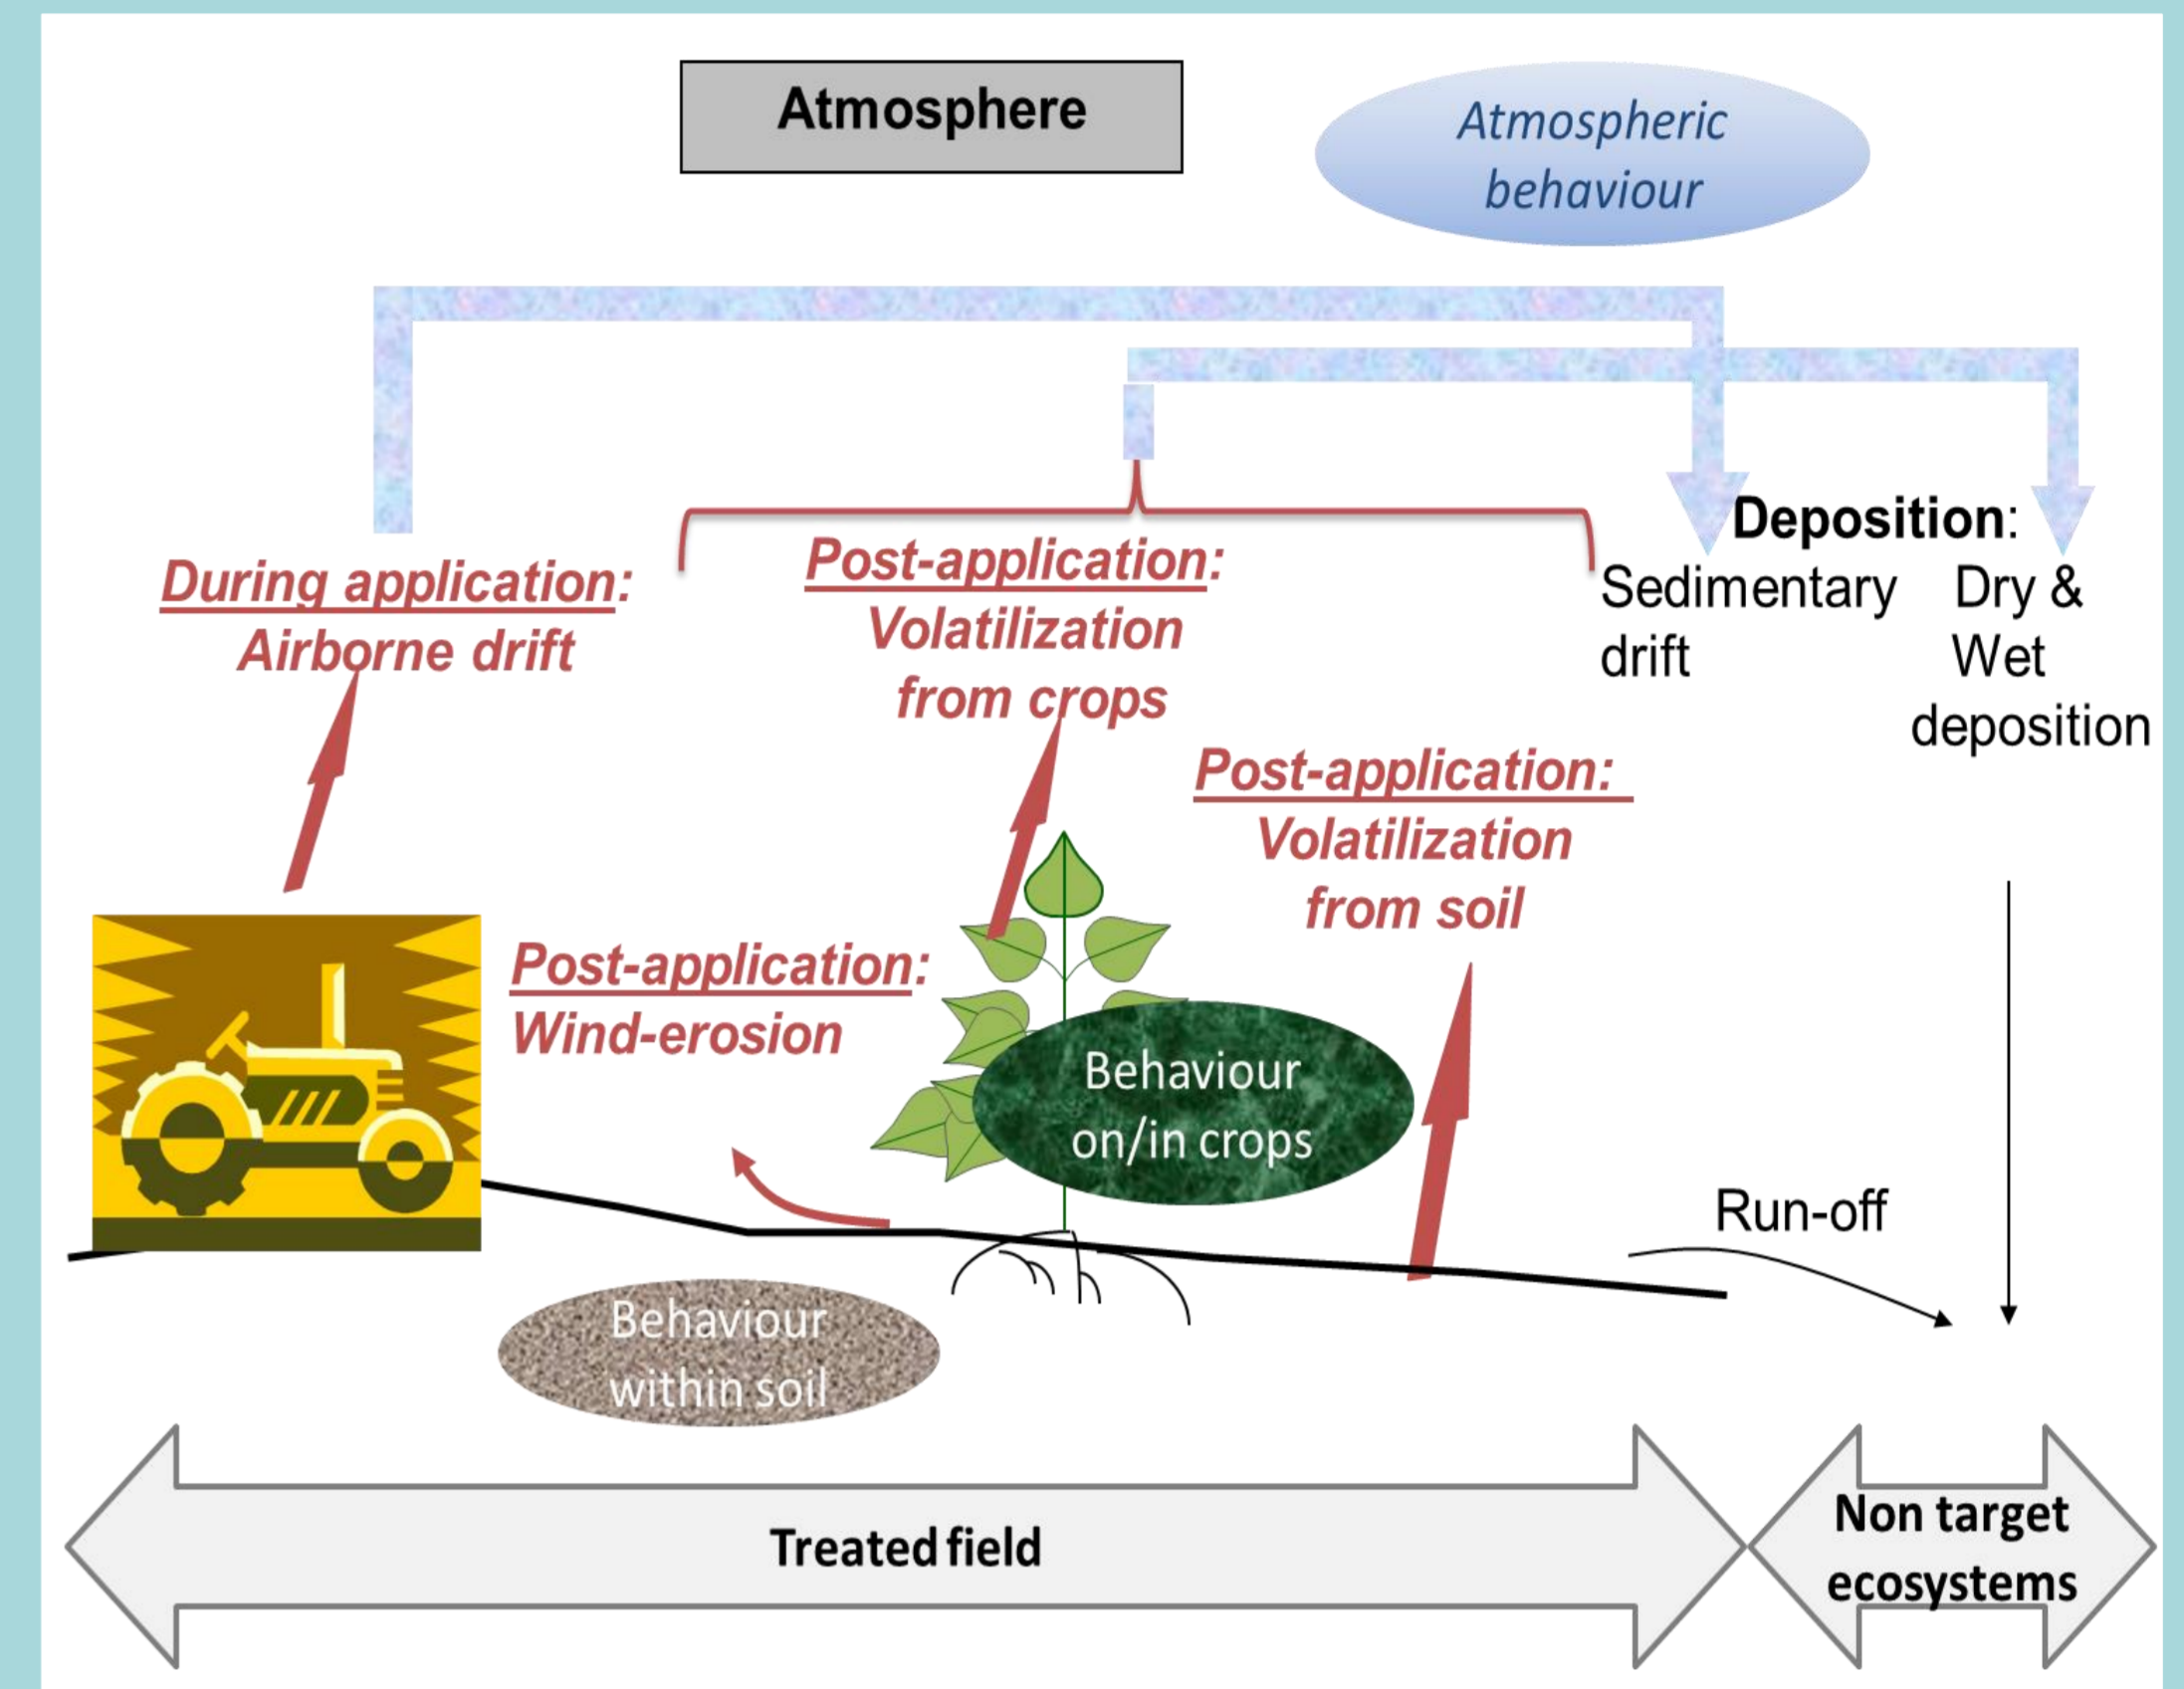 Atmosphere
Atmospheric
behaviour
During application:
Airborne drift
Post-application:
Volatilization
from crops
Deposition:
Sedimentary
drift
Dry &
Wet
deposition
Post-application:
Volatilization
from soil
Post-application:
Wind-erosion
Behaviour
on/in crops
Run-off
Behaviour
within soil
Treated field
Non target
ecosystems